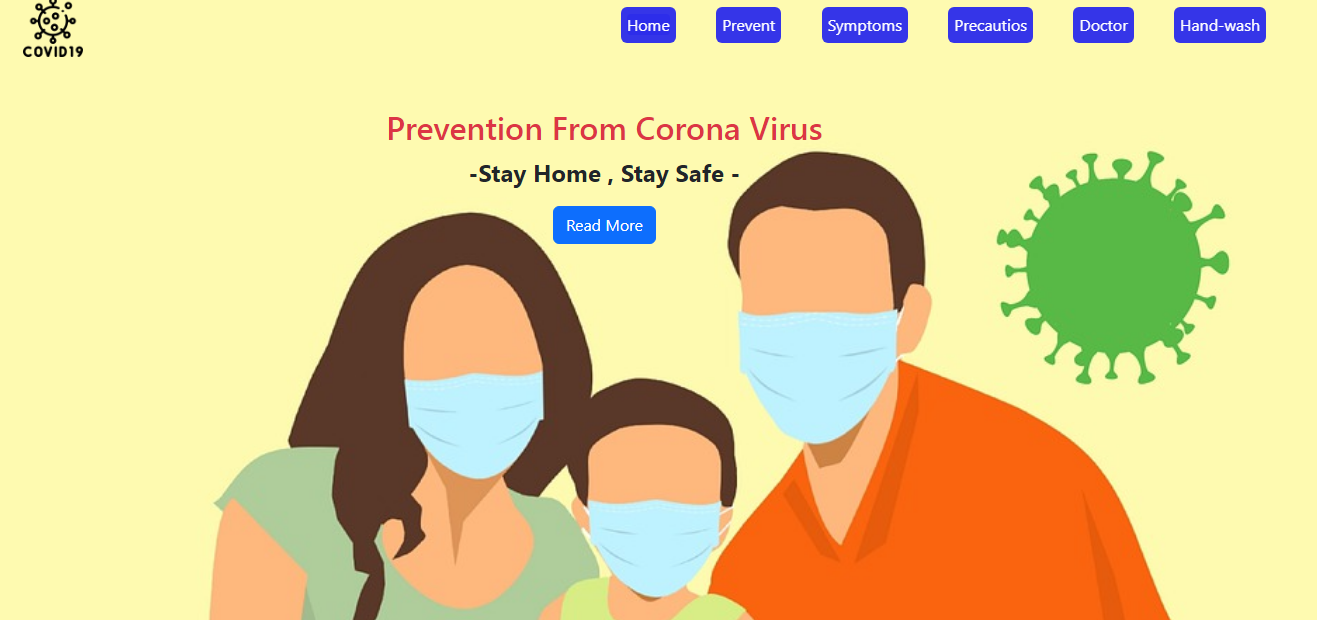 COVID19
Home Prevent Symptoms Precautios Doctor Hand-wash
Prevention From Corona Virus
-Stay Home , Stay Safe -
Read More